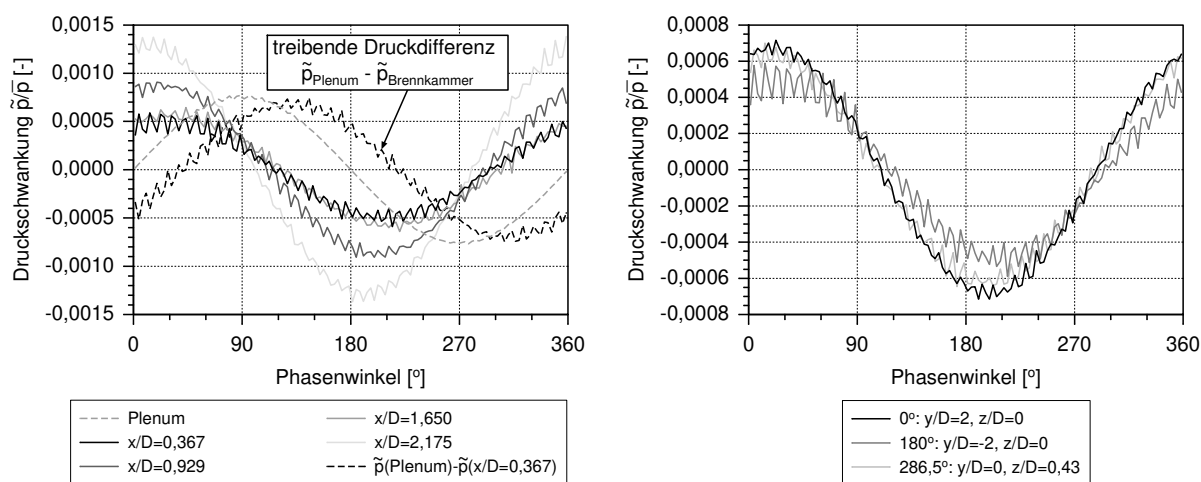 Druckschwankung p̃/p̅ [-]
0,0015
0,0010
0,0005
0,0000
-0,0005
-0,0010
-0,0015
treibende Druckdifferenz
p̃Plenum - p̃Brennkammer
0
90
180
270
360
Phasenwinkel [º]
Plenum
x/D=0,367
x/D=0,929
x/D=1,650
x/D=2,175
p̃(Plenum)-p̃(x/D=0,367)
Druckschwankung p̃/p̅ [-]
0,0008
0,0006
0,0004
0,0002
0,0000
-0,0002
-0,0004
-0,0006
-0,0008
0
90
180
270
360
Phasenwinkel [º]
0º: y/D=2, z/D=0
180º: y/D=-2, z/D=0
286,5º: y/D=0, z/D=0,43